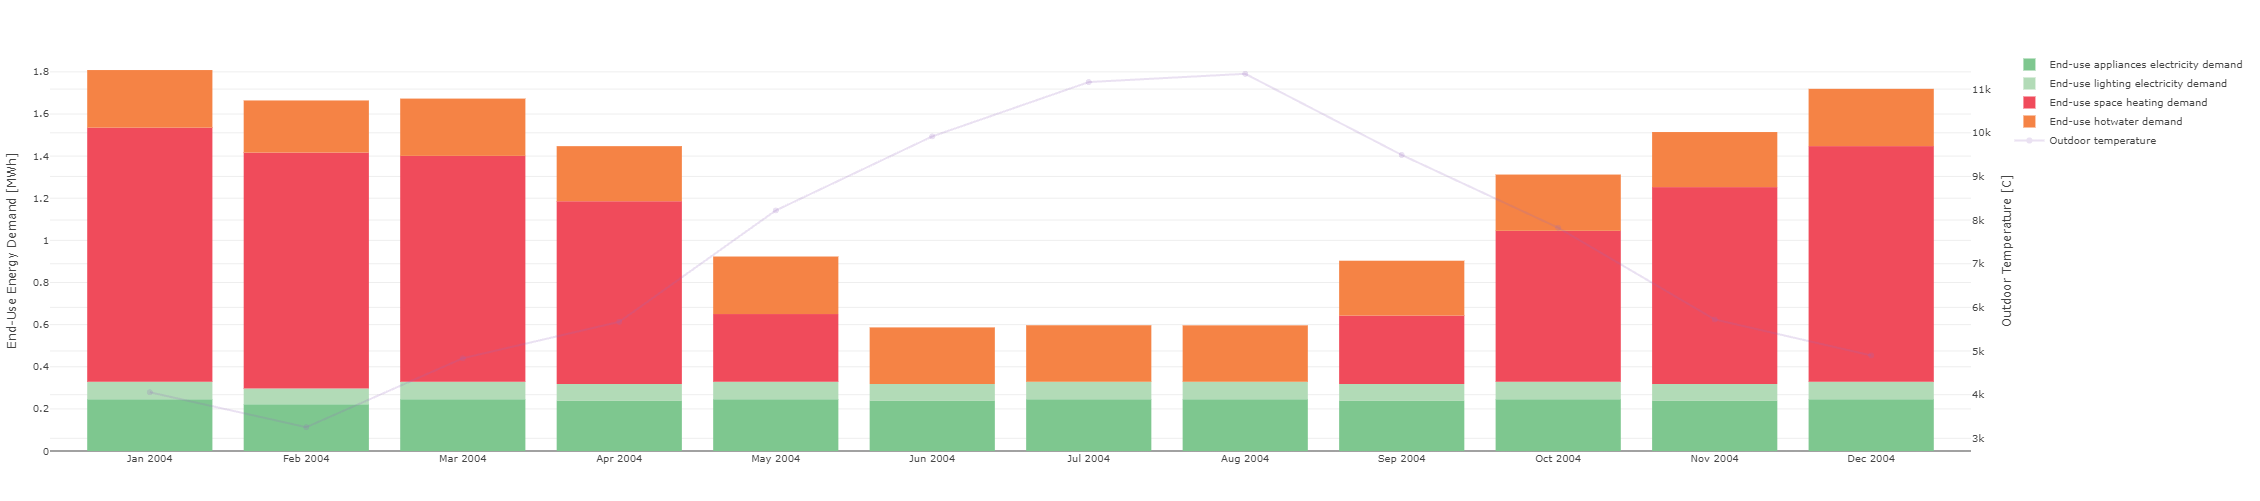 End-Use Energy Demand [MWh]
1.8
1.6
1.4
1.2
1
0.8
0.6
0.4
0.2
0
Jan 2004
Feb 2004
Mar 2004
Apr 2004
May 2004
Jun 2004
Jul 2004
Aug 2004
Sep 2004
Oct 2004
Nov 2004
Dec 2004
11k
10k
9k
8k
7k
6k
5k
4k
3k
Outdoor Temperature [C]
End-use appliances electricity demand
End-use lighting electricity demand
End-use space heating demand
End-use hotwater demand
Outdoor temperature